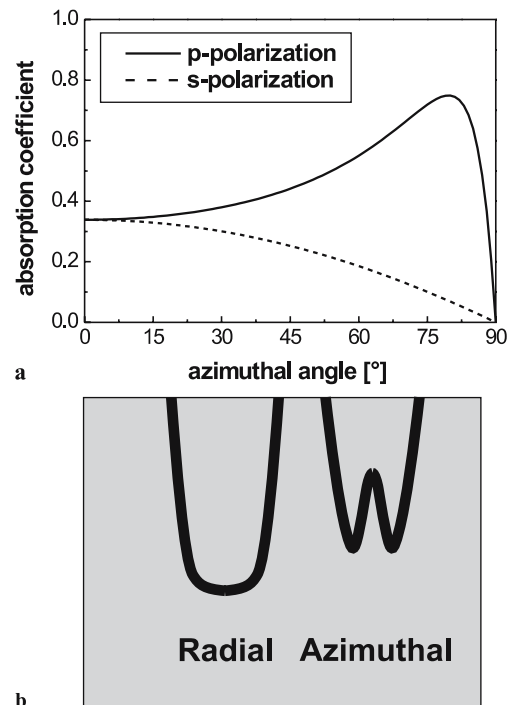 1.0
0.8
0.6
0.4
0.2
0.0
absorption coefficient
p-polarization
s-polarization
0 15 30 45 60 75 90
azimuthal angle [°]
a
Radial Azimuthal
b